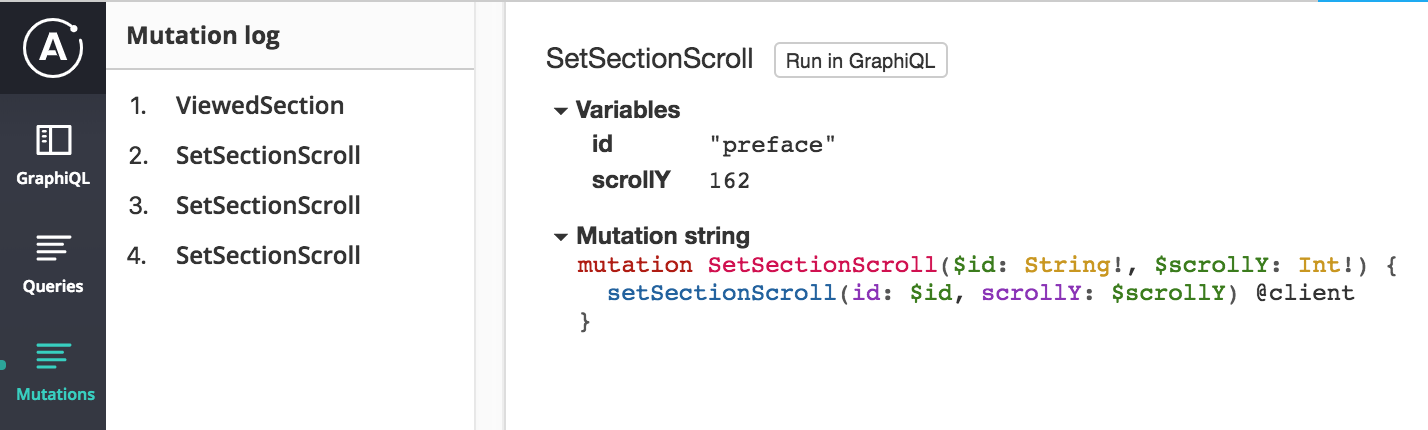 A
GraphiQL
Queries
Mutations
Mutation log
1. ViewedSection
2. SetSectionScroll
3. SetSectionScroll
4. SetSectionScroll
SetSectionScroll Run in GraphiQL
Variables
id "preface"
scrollY 162
Mutation string
mutation SetSectionScroll($id: String!, $scrollY: Int!) {
  setSectionScroll(id: $id, scrollY: $scrollY) @client
}